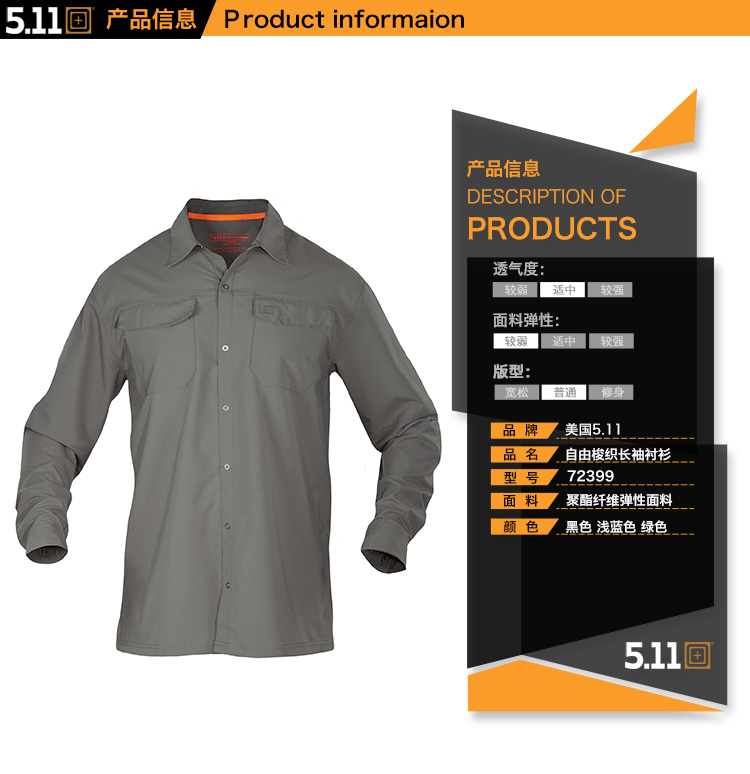 5.11 产品信息 Product informaion
产品信息
DESCRIPTION OF
PRODUCTS
透气度:
较弱 适中 较强
面料弹性:
较弱 适中 较强
版型:
宽松 普通 修身
品 牌 美国5.11
品 名 自由梭织长袖衬衫
型 号 72399
面 料 聚酯纤维弹性面料
颜 色 黑色 浅蓝色 绿色
5.11